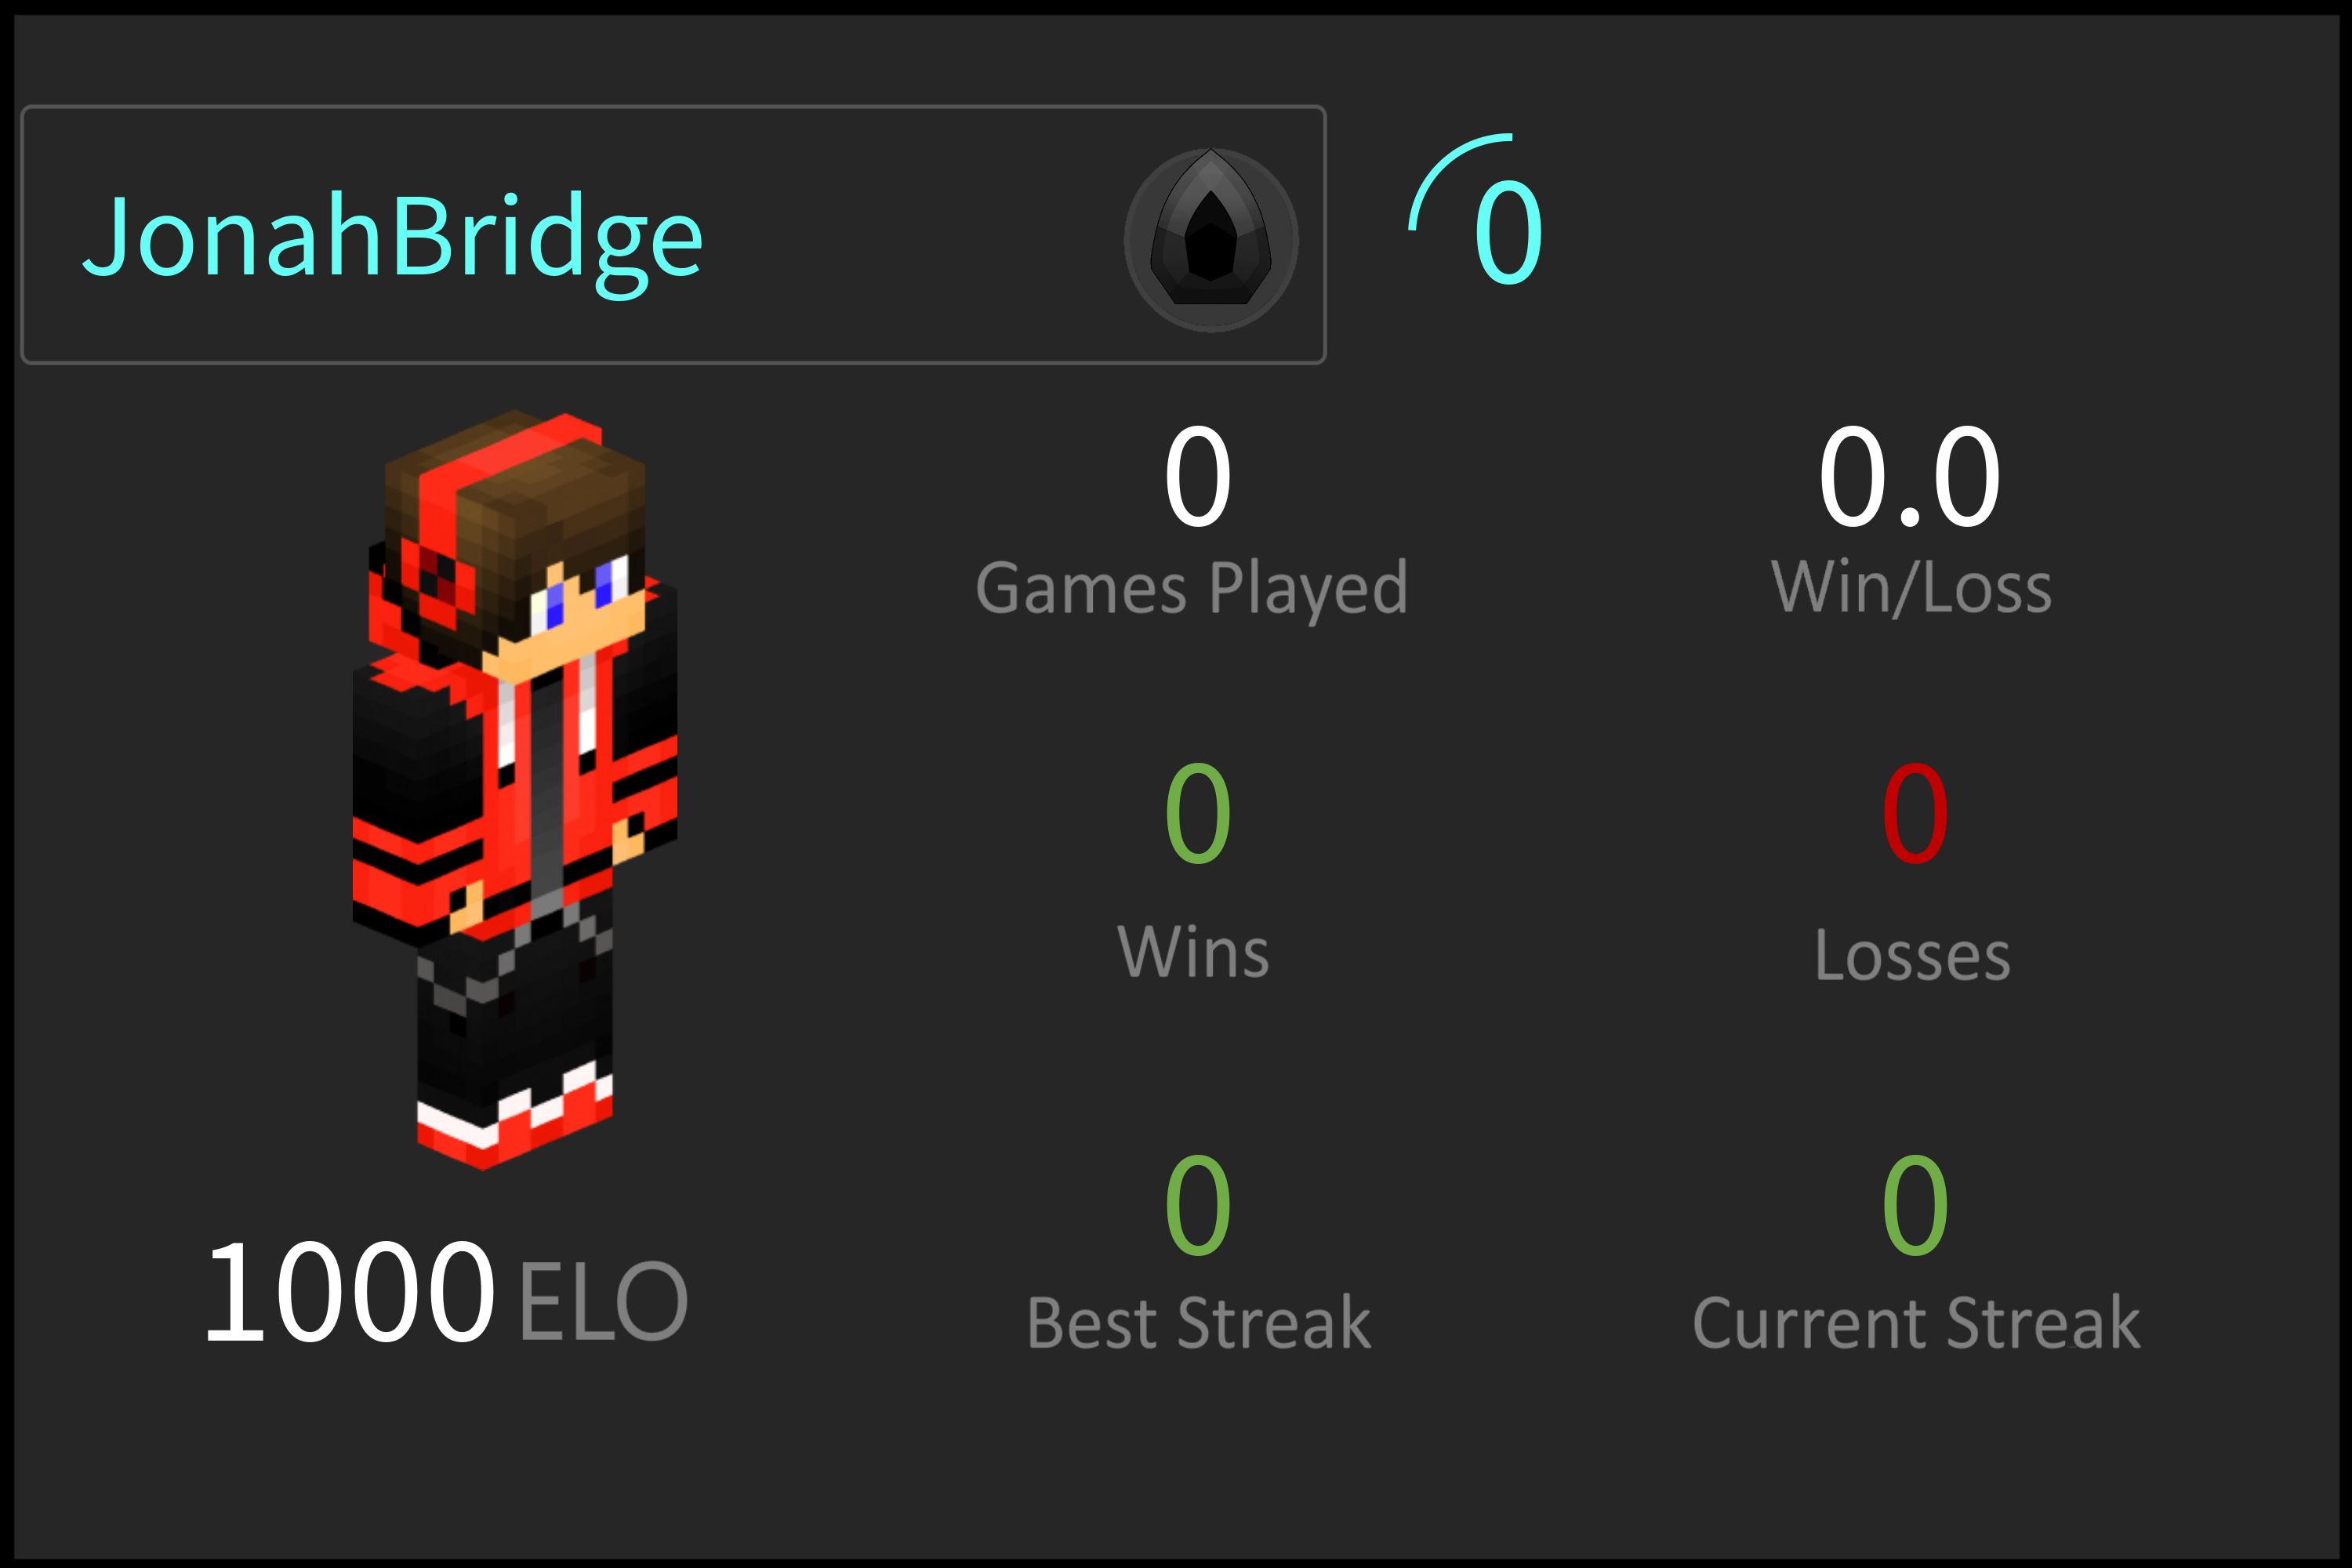 JonahBridge
0
0
0.0
Games Played
Win/Loss
0
0
Wins
Losses
0
0
Best Streak
Current Streak
1000 ELO